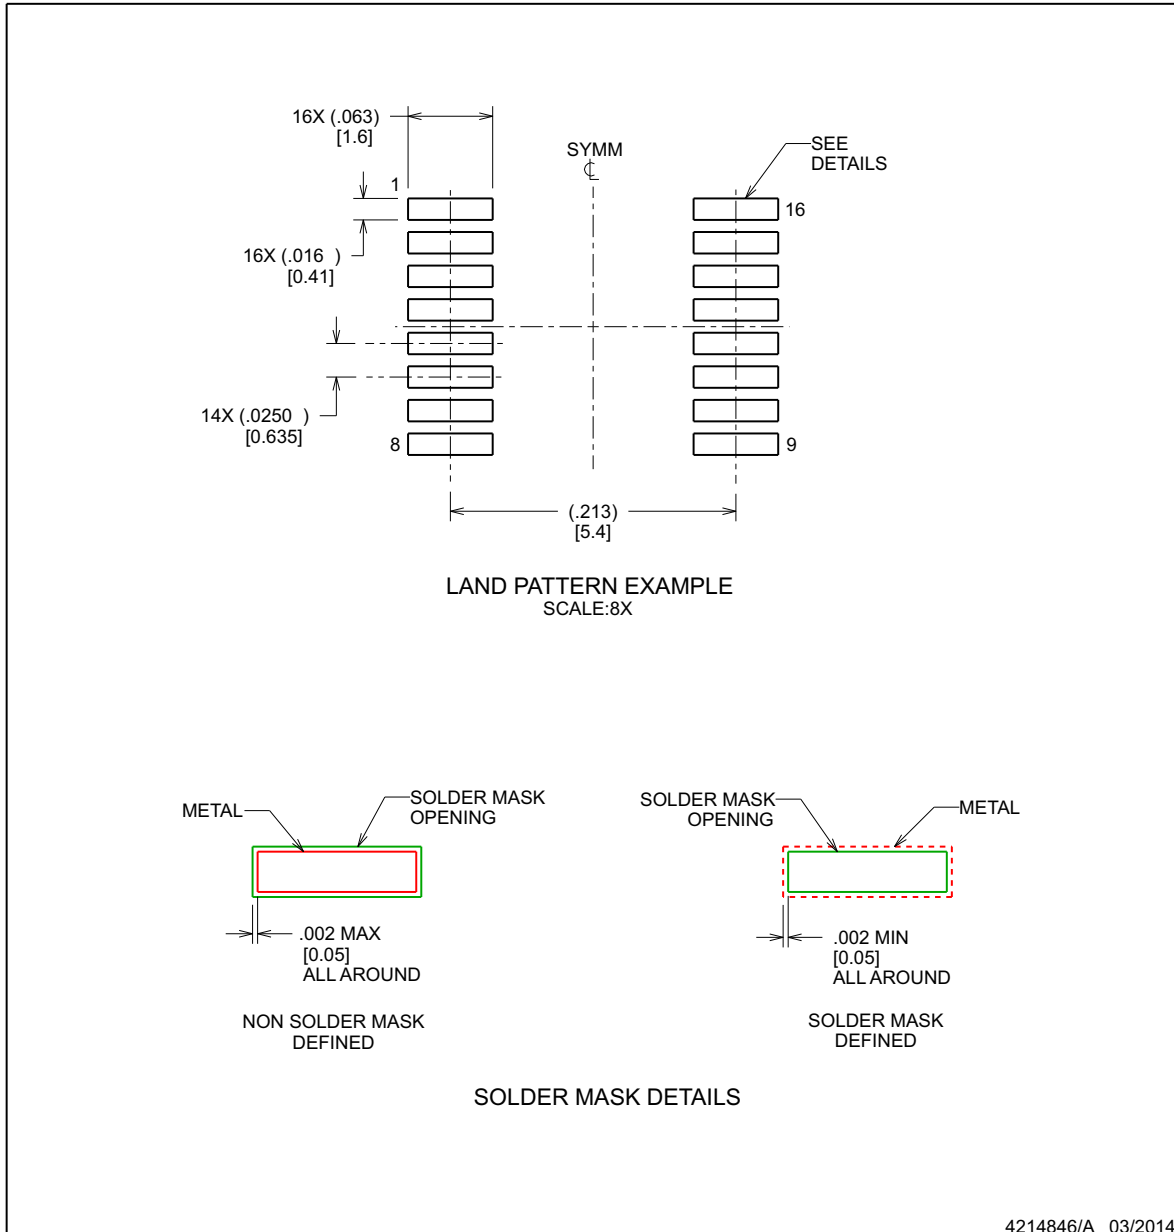 16X (.063)
[1.6]
SYMM
℄
SEE
DETAILS
1
16
16X (.016 )
[0.41]
14X (.0250 )
[0.635]
8
9
(.213)
[5.4]
LAND PATTERN EXAMPLE
SCALE:8X
METAL
SOLDER MASK
OPENING
SOLDER MASK
OPENING
METAL
.002 MAX
[0.05]
ALL AROUND
.002 MIN
[0.05]
ALL AROUND
NON SOLDER MASK
DEFINED
SOLDER MASK
DEFINED
SOLDER MASK DETAILS
4214846/A 03/2014